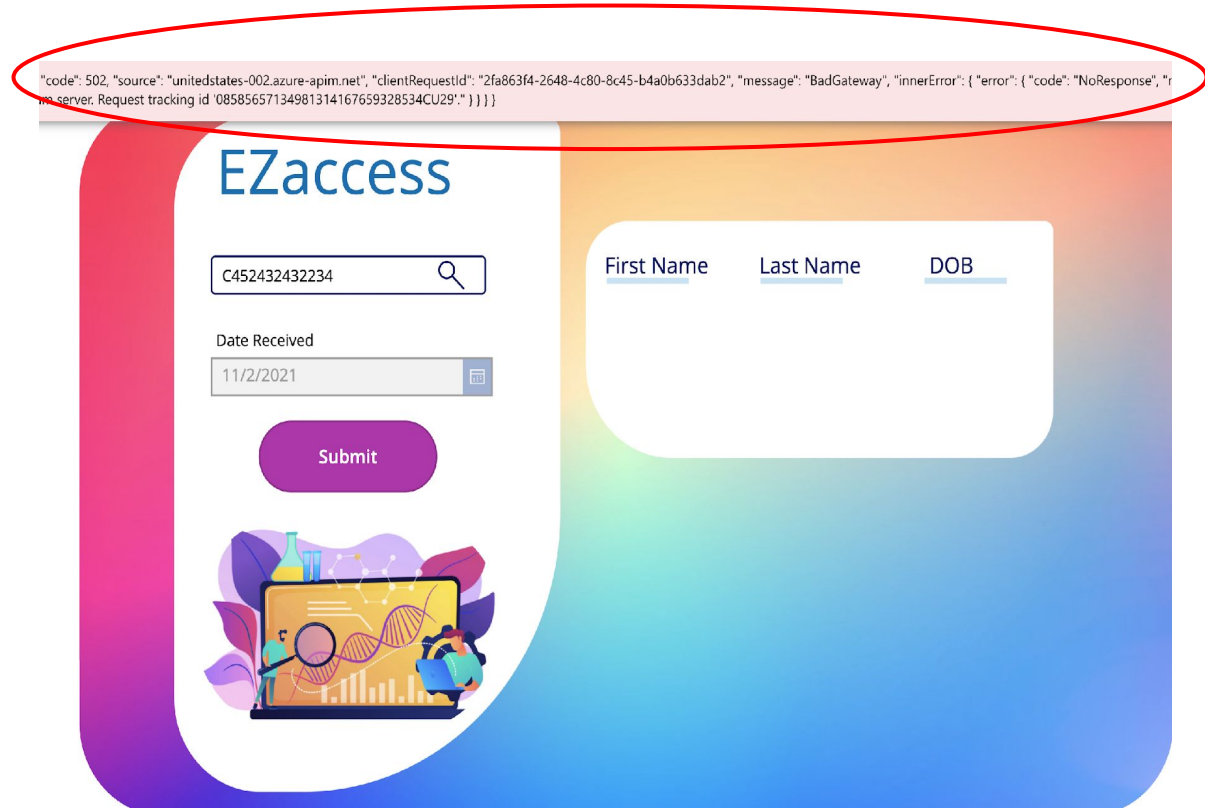 "code": 502, "source": "unitedstates-002.azure-apim.net", "clientRequestId": "2fa863f4-2648-4c80-8c45-b4a0b633dab2", "message": "BadGateway", "innerError": { "error": { "code": "NoResponse",
server. Request tracking id '08585657134981314167659328534CU29'." } } } }
EZaccess
C452432432234
First Name Last Name DOB
Date Received
11/2/2021
Submit